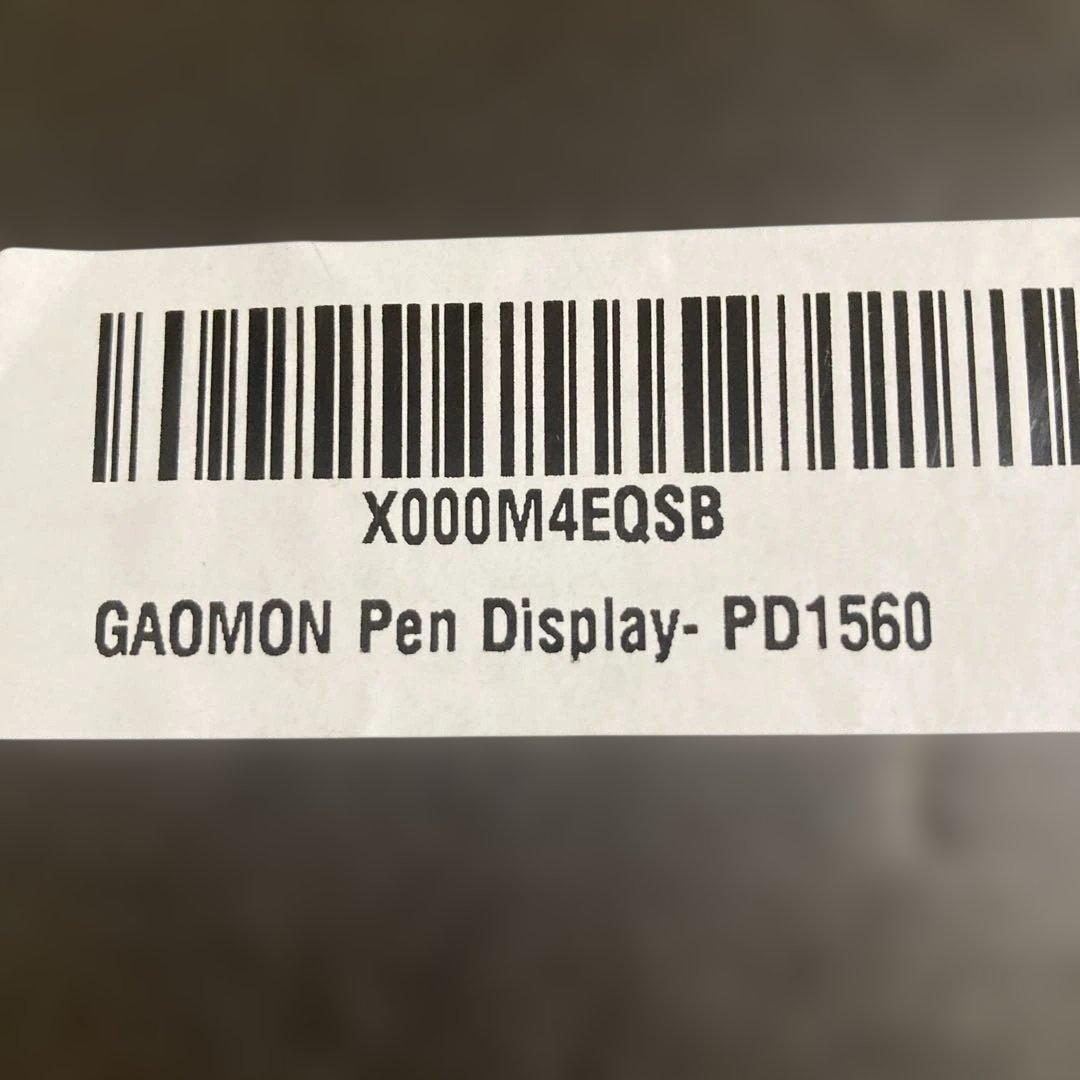 X000M4EQSB
GAOMON Pen Display- PD1560